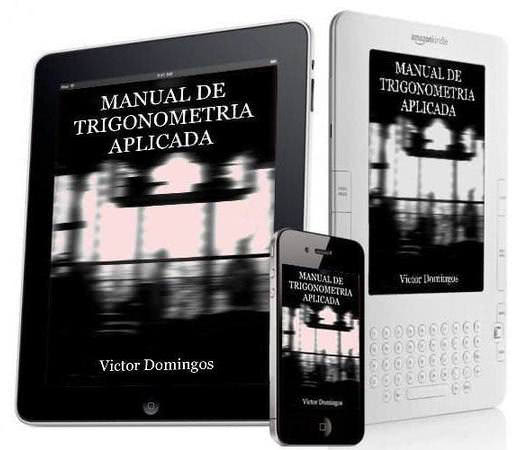 MANUAL DE
TRIGONOMETRIA
APLICADA
Victor Domingos
amazonkindle
MANUAL DE
TRIGONOMETRIA
APLICADA
Victor Domingos
MANUAL DE
TRIGONOMETRIA
APLICADA
Victor Domingos